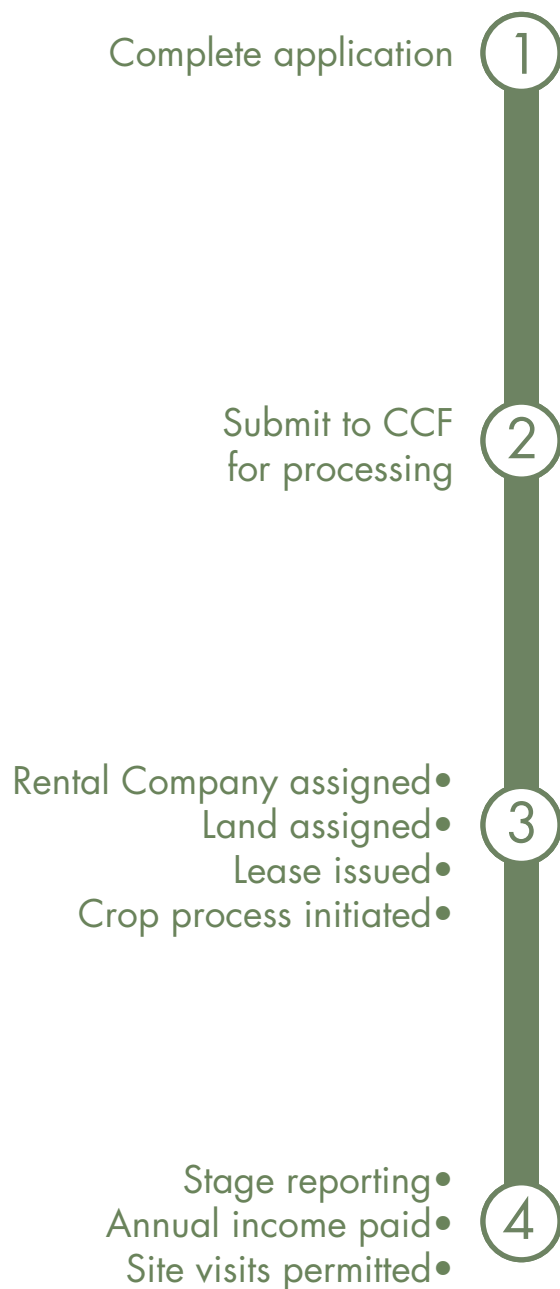 Complete application
1
Submit to CCF
for processing
2
Rental Company assigned•
Land assigned•
Lease issued•
Crop process initiated•
3
Stage reporting•
Annual income paid•
Site visits permitted•
4